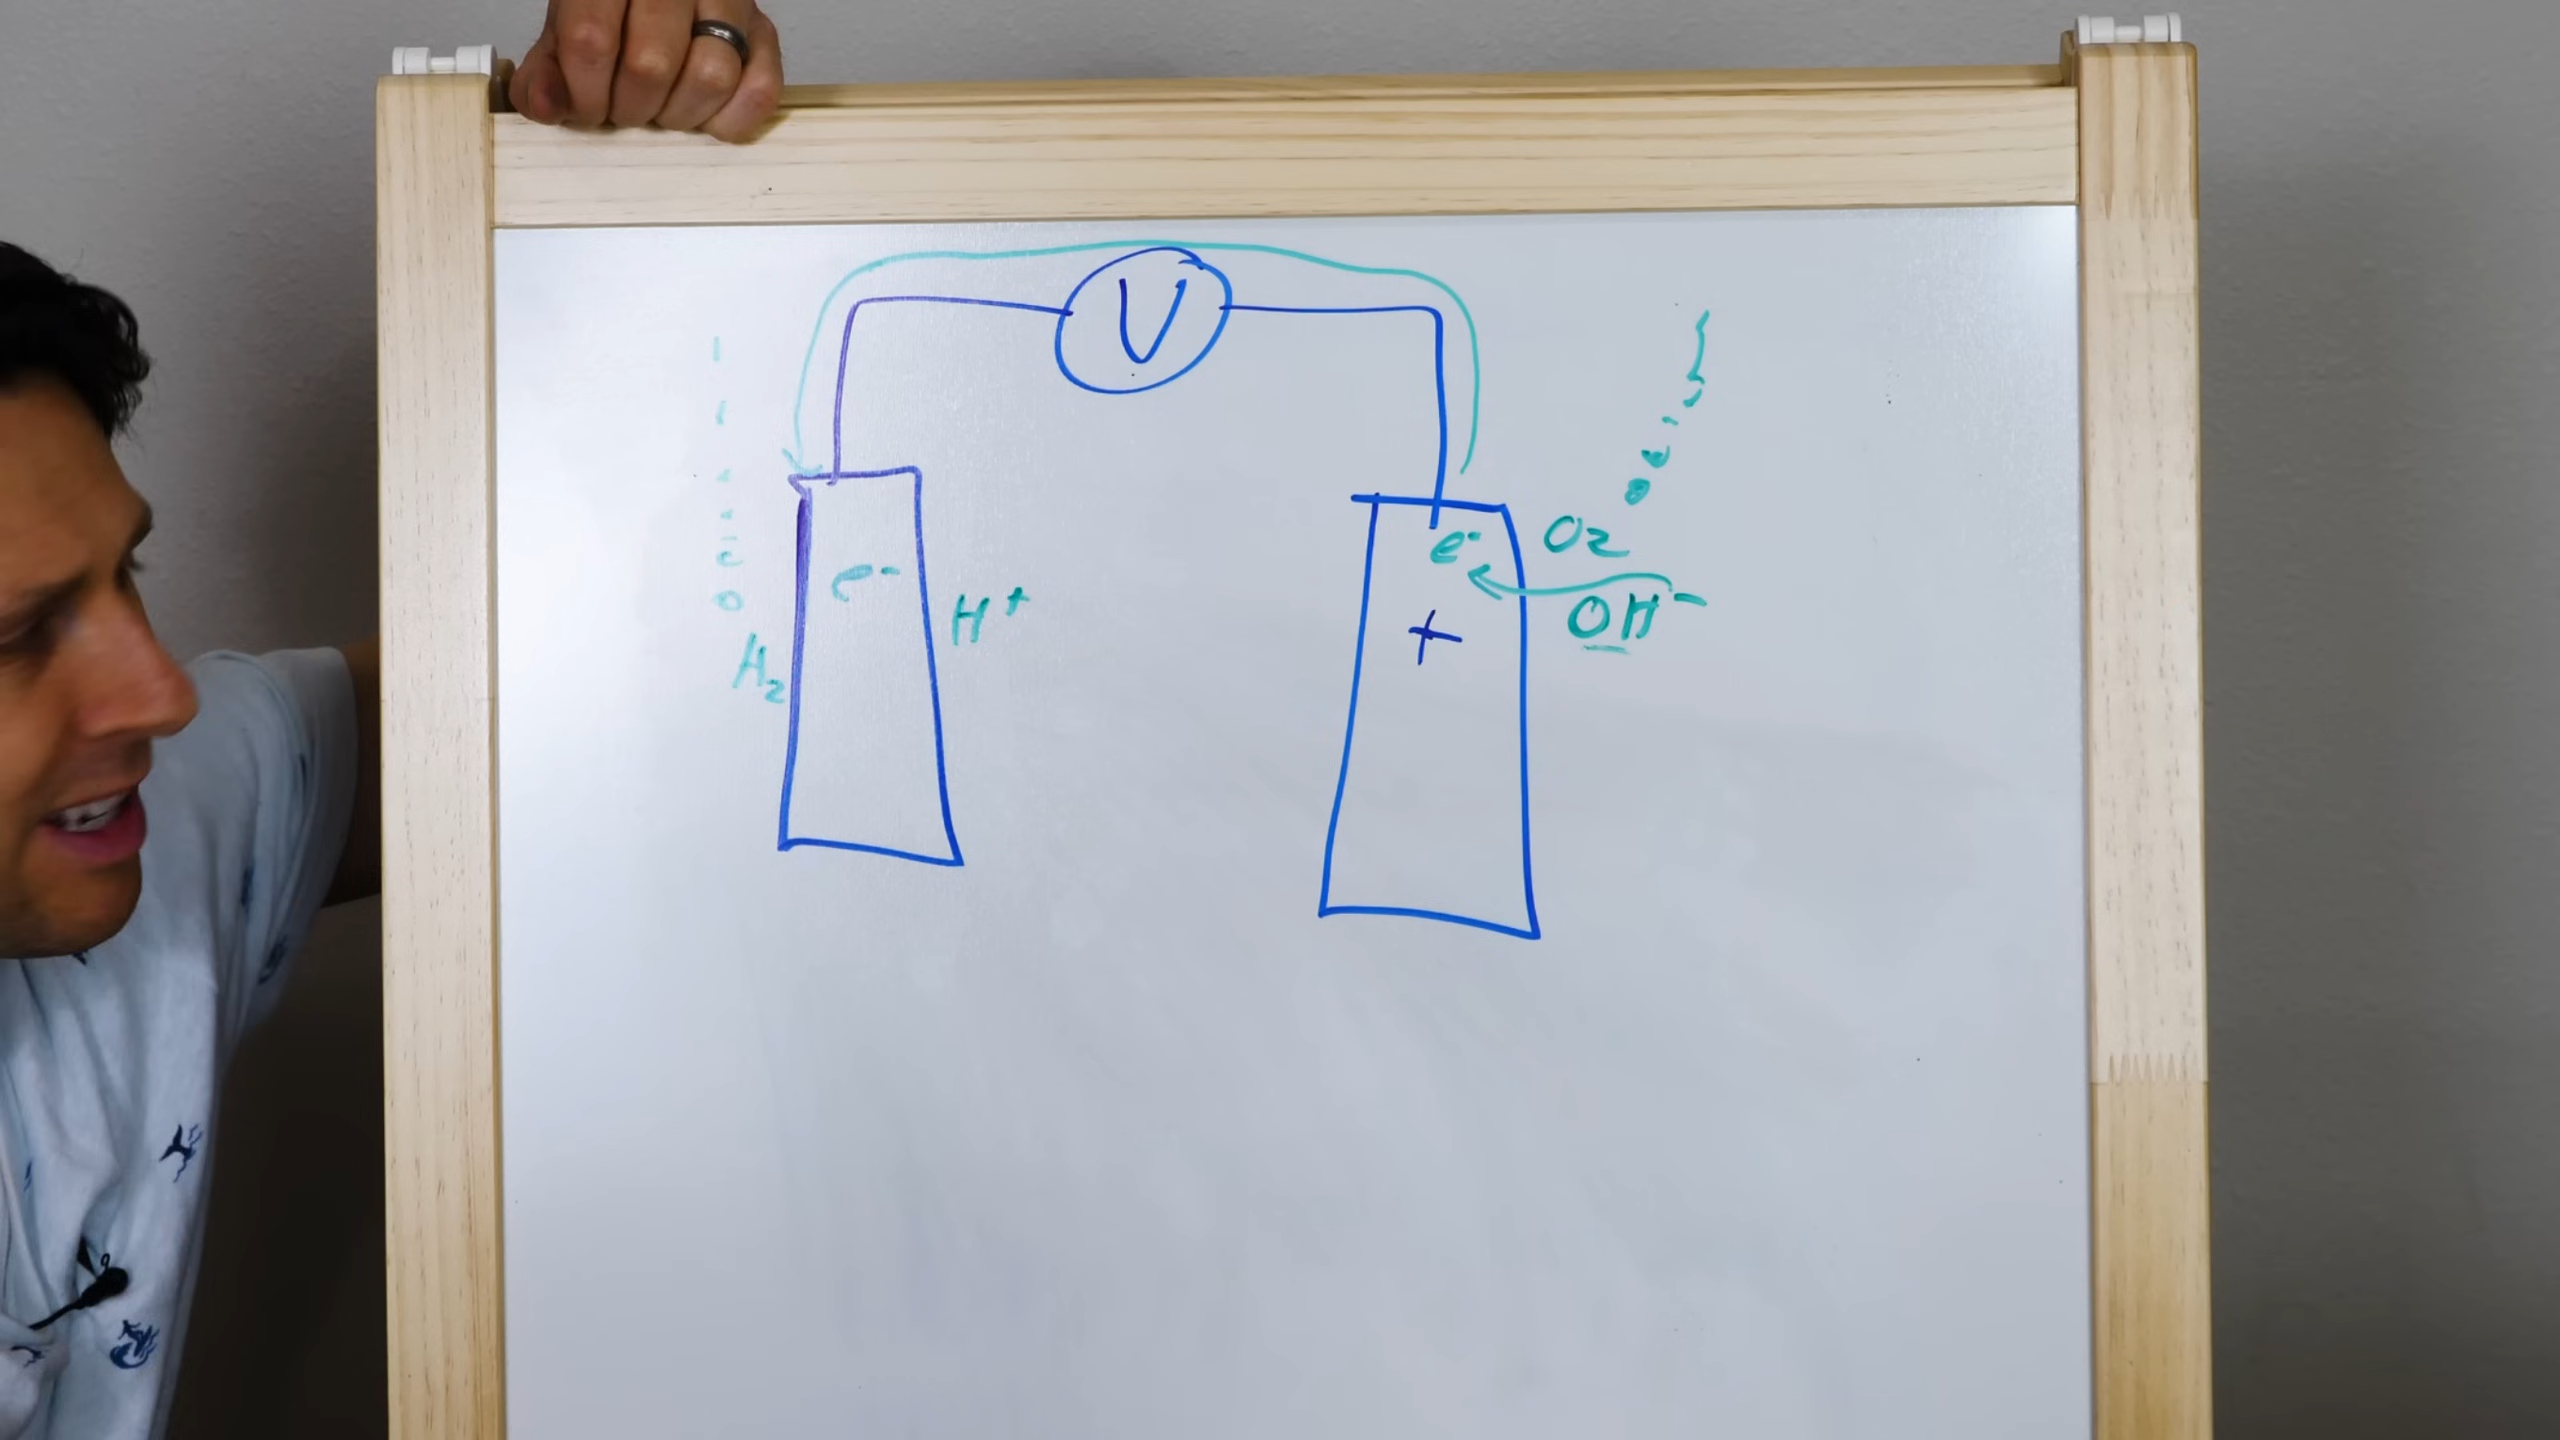 V
e-
H+
H2
e-
O2
OH-
+